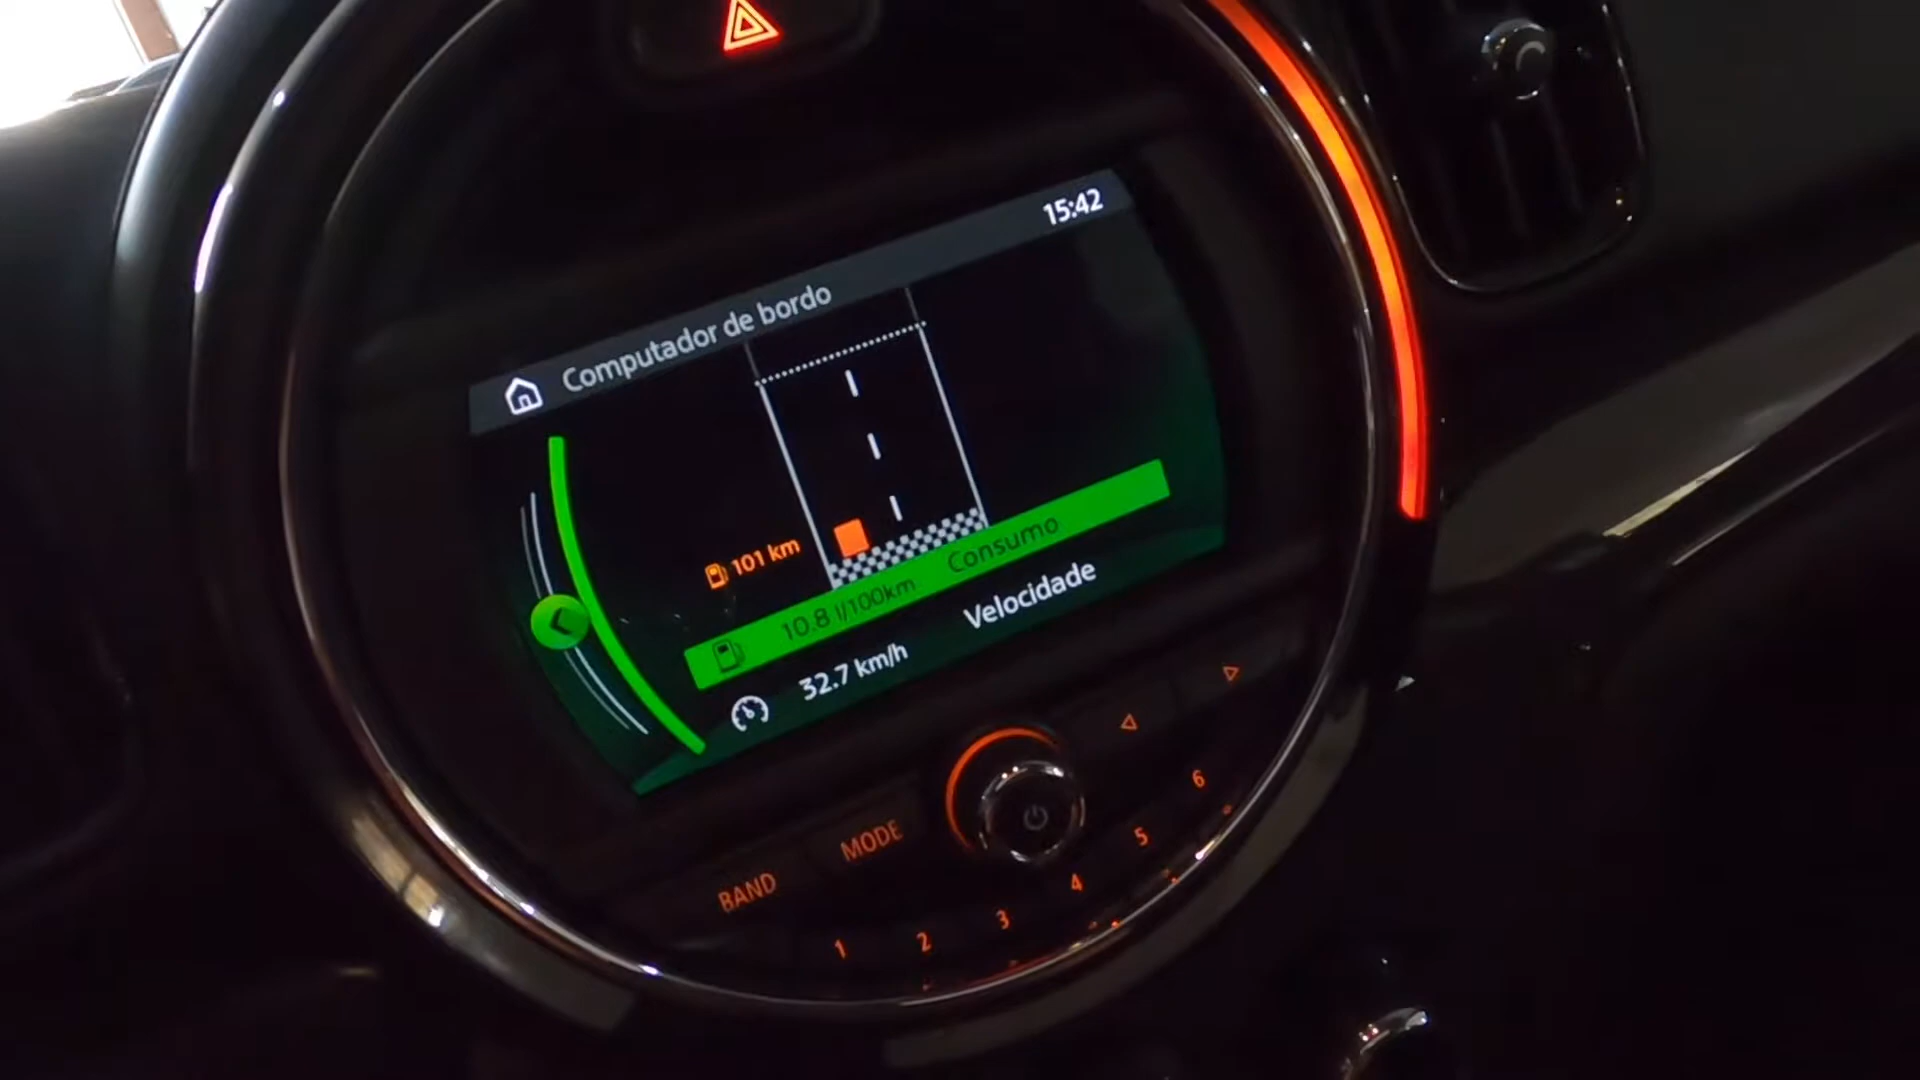 15:42
Computador de bordo
101 km
10.8 l/100km Consumo
32.7 km/h Velocidade
BAND MODE
1 2 3 4 5 6